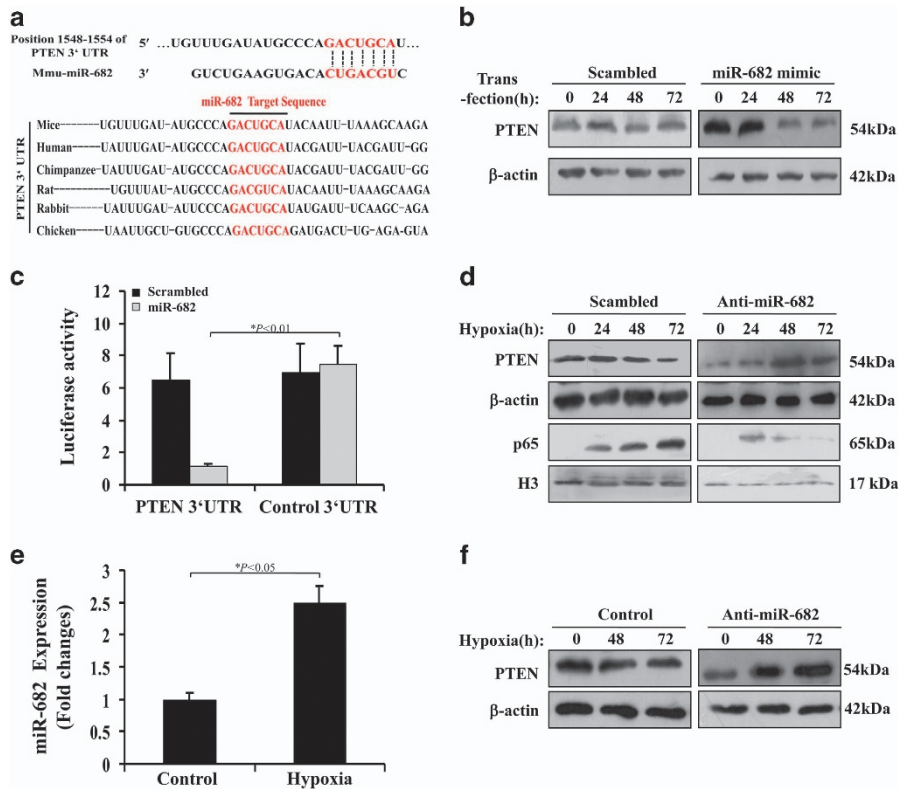 a
Position 1548-1554 of
PTEN 3' UTR
5' ...UGUUUGAUAUGCCCAGACUGCAU...
Mmu-miR-682 3' GUCUGAAGUGACACUGACGUC
miR-682 Target Sequence
PTEN 3' UTR
Mice------UGUUUGAU-AUGCCCAGACUGCAUACAAUU-UAAAGCAAGA
Human------UAUUUGAU-AUGCCCAGACUGCAUACGAUU-UACGAUU-GG
Chimpanzee--UAUUUGAU-AUGCCCAGACUGCAUACGAUU-UACGAUU-GG
Rat----------UGUUUAU-AUGCCCAGACGUCAUACAAUU-UAAAGCAAGA
Rabbit------UAUUUGAU-AUUCCCAGACUGCAUAUGAUU-UCAAGC-AGA
Chicken-----UAAUUGCU-GUGCCCAGACUGCAGAUGACU-UG-AGA-GUA
b
Trans
-fection(h):
Scambled
miR-682 mimic
0 24 48 72 0 24 48 72
PTEN 54kDa
β-actin 42kDa
c
Scrambled
miR-682
*P<0.01
Luciferase activity
12
10
8
6
4
2
0
PTEN 3'UTR Control 3'UTR
d
Scambled Anti-miR-682
Hypoxia(h): 0 24 48 72 0 24 48 72
PTEN 54kDa
β-actin 42kDa
p65 65kDa
H3 17 kDa
e
*P<0.05
miR-682 Expression
(Fold changes)
3
2.5
2
1.5
1
0.5
0
Control Hypoxia
f
Control Anti-miR-682
Hypoxia(h): 0 48 72 0 48 72
PTEN 54kDa
β-actin 42kDa